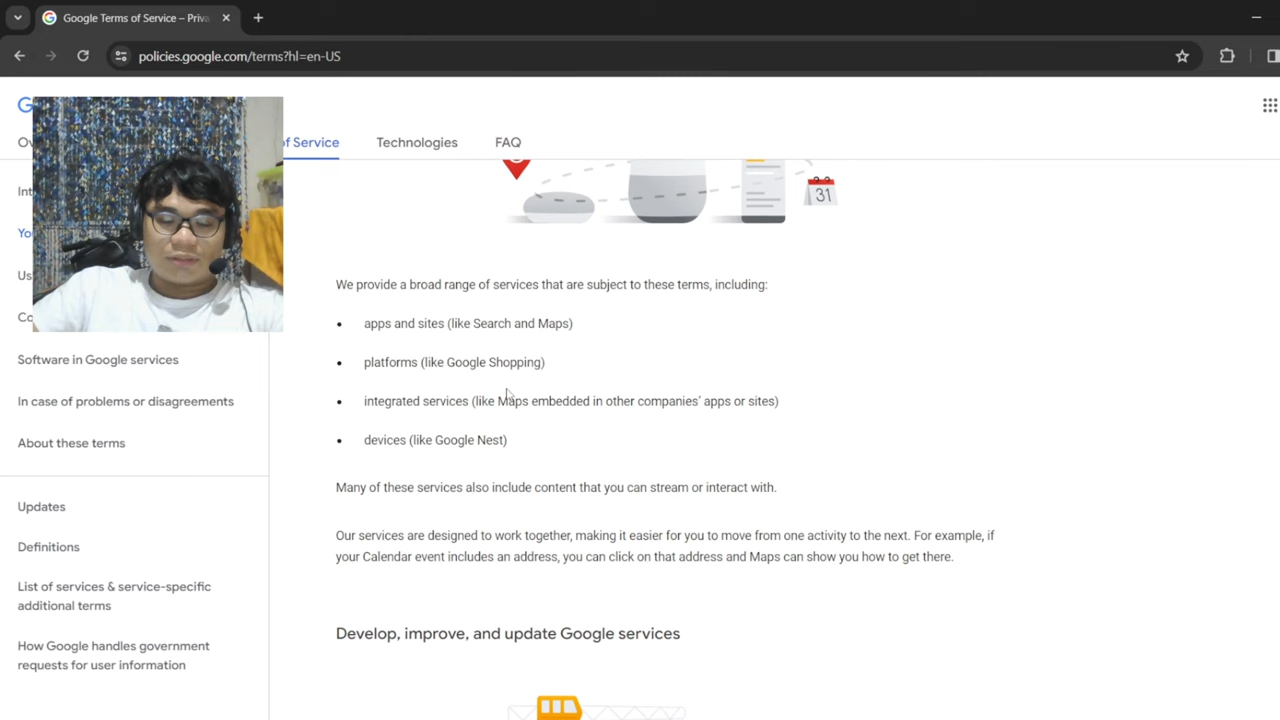 Google Terms of Service – Priva
policies.google.com/terms?hl=en-US
G
Ov
of Service
Technologies
FAQ
31
Int
Yo
Us
Co
Software in Google services
In case of problems or disagreements
About these terms
Updates
Definitions
List of services & service-specific
additional terms
How Google handles government
requests for user information
We provide a broad range of services that are subject to these terms, including:
• apps and sites (like Search and Maps)
• platforms (like Google Shopping)
• integrated services (like Maps embedded in other companies’ apps or sites)
• devices (like Google Nest)
Many of these services also include content that you can stream or interact with.
Our services are designed to work together, making it easier for you to move from one activity to the next. For example, if
your Calendar event includes an address, you can click on that address and Maps can show you how to get there.
Develop, improve, and update Google services